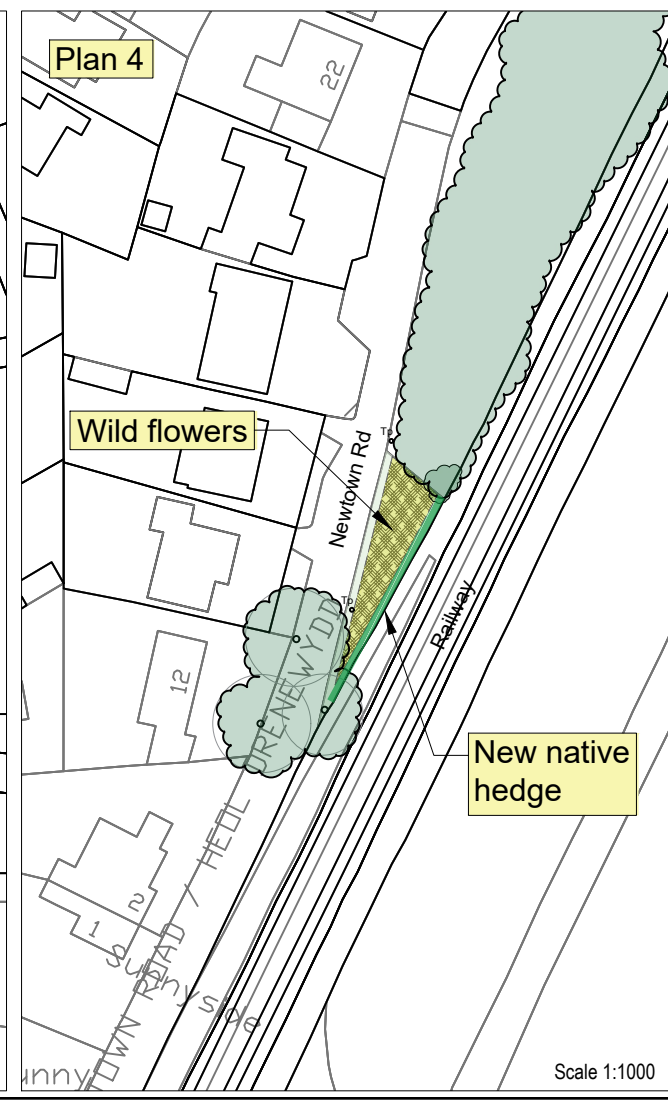 Plan 4
22
Wild flowers
Tp
Newtown Rd
Tp
Railway
12
New native
hedge
TOWN ROAD / HEOL DRENEWYDD
2
1
Sunnyside
unny
Scale 1:1000